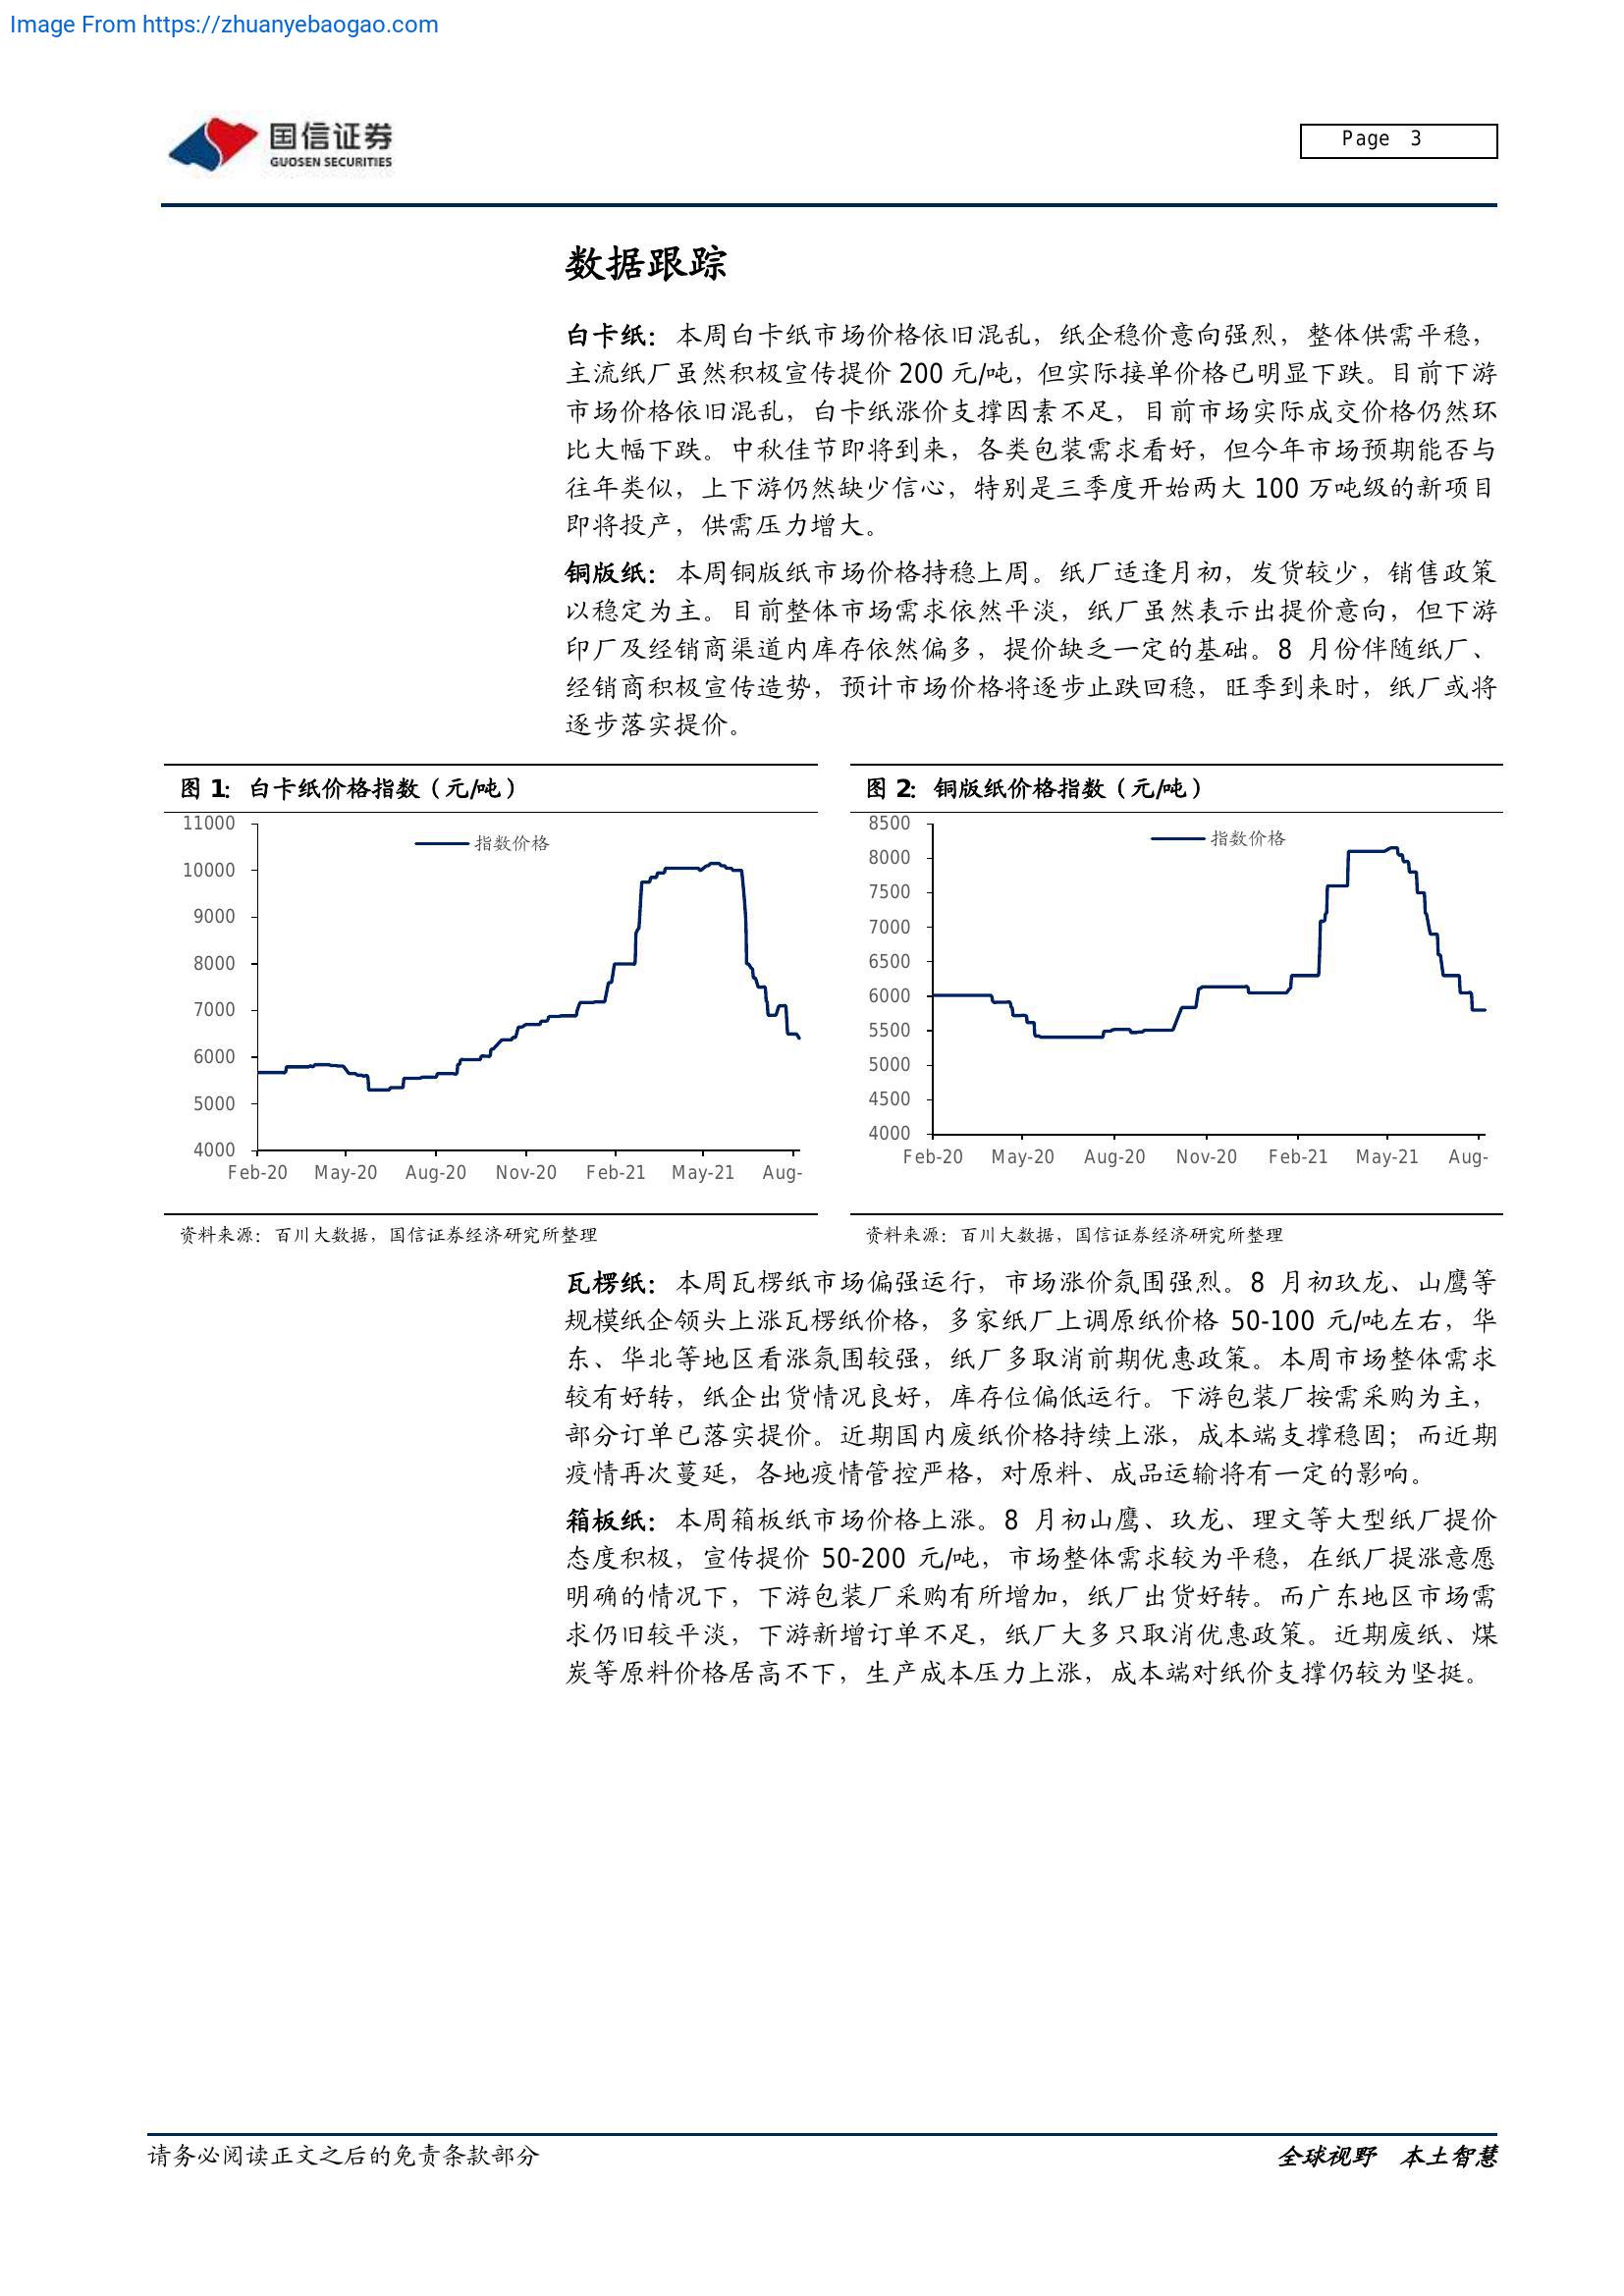 Image From https://zhuanyebaogao.com
国信证券
GUOSEN SECURITIES
Page 3
数据跟踪
白卡纸：本周白卡纸市场价格依旧混乱，纸企稳价意向强烈，整体供需平稳，
主流纸厂虽然积极宣传提价 200 元/吨，但实际接单价格已明显下跌。目前下游
市场价格依旧混乱，白卡纸涨价支撑因素不足，目前市场实际成交价格仍然环
比大幅下跌。中秋佳节即将到来，各类包装需求看好，但今年市场预期能否与
往年类似，上下游仍然缺少信心，特别是三季度开始两大 100 万吨级的新项目
即将投产，供需压力增大。
铜版纸：本周铜版纸市场价格持稳上周。纸厂适逢月初，发货较少，销售政策
以稳定为主。目前整体市场需求依然平淡，纸厂虽然表示出提价意向，但下游
印厂及经销商渠道内库存依然偏多，提价缺乏一定的基础。8 月份伴随纸厂、
经销商积极宣传造势，预计市场价格将逐步止跌回稳，旺季到来时，纸厂或将
逐步落实提价。
图 1：白卡纸价格指数（元/吨）
11000
10000
9000
8000
7000
6000
5000
4000
指数价格
Feb-20 May-20 Aug-20 Nov-20 Feb-21 May-21 Aug-
资料来源：百川大数据，国信证券经济研究所整理
图 2：铜版纸价格指数（元/吨）
8500
8000
7500
7000
6500
6000
5500
5000
4500
4000
指数价格
Feb-20 May-20 Aug-20 Nov-20 Feb-21 May-21 Aug-
资料来源：百川大数据，国信证券经济研究所整理
瓦楞纸：本周瓦楞纸市场偏强运行，市场涨价氛围强烈。8 月初玖龙、山鹰等
规模纸企领头上涨瓦楞纸价格，多家纸厂上调原纸价格 50-100 元/吨左右，华
东、华北等地区看涨氛围较强，纸厂多取消前期优惠政策。本周市场整体需求
较有好转，纸企出货情况良好，库存位偏低运行。下游包装厂按需采购为主，
部分订单已落实提价。近期国内废纸价格持续上涨，成本端支撑稳固；而近期
疫情再次蔓延，各地疫情管控严格，对原料、成品运输将有一定的影响。
箱板纸：本周箱板纸市场价格上涨。8 月初山鹰、玖龙、理文等大型纸厂提价
态度积极，宣传提价 50-200 元/吨，市场整体需求较为平稳，在纸厂提涨意愿
明确的情况下，下游包装厂采购有所增加，纸厂出货好转。而广东地区市场需
求仍旧较平淡，下游新增订单不足，纸厂大多只取消优惠政策。近期废纸、煤
炭等原料价格居高不下，生产成本压力上涨，成本端对纸价支撑仍较为坚挺。
请务必阅读正文之后的免责条款部分
全球视野 本土智慧